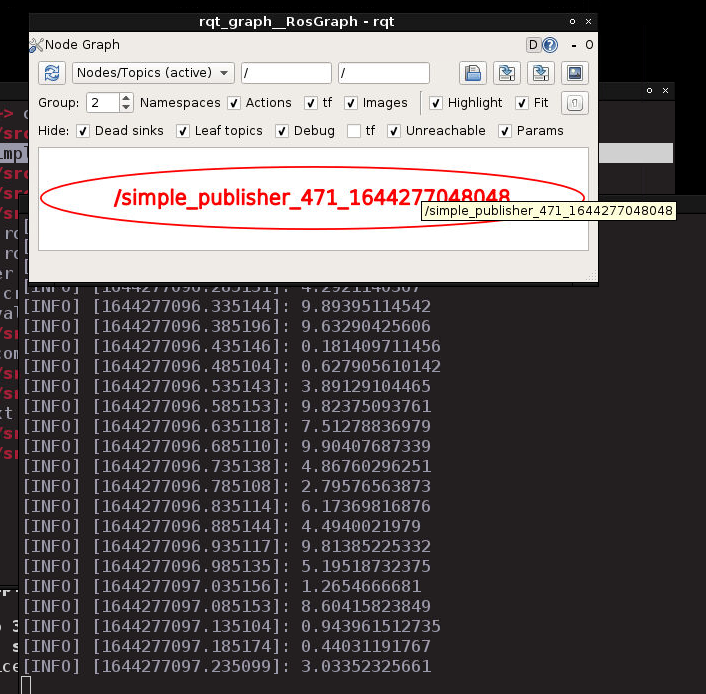 rqt_graph__RosGraph - rqt
Node Graph
D ? - O
Nodes/Topics (active) / /
Group: 2 Namespaces Actions tf Images Highlight Fit
Hide: Dead sinks Leaf topics Debug tf Unreachable Params
/simple_publisher_471_1644277048048
/simple_publisher_471_1644277048048
[INFO] [1644277096.335144]: 9.89395114542
[INFO] [1644277096.385196]: 9.63290425606
[INFO] [1644277096.435146]: 0.181409711456
[INFO] [1644277096.485104]: 0.627905610142
[INFO] [1644277096.535143]: 3.89129104465
[INFO] [1644277096.585153]: 9.82375093761
[INFO] [1644277096.635118]: 7.51278836979
[INFO] [1644277096.685110]: 9.90407687339
[INFO] [1644277096.735138]: 4.86760296251
[INFO] [1644277096.785108]: 2.79576563873
[INFO] [1644277096.835114]: 6.17369816876
[INFO] [1644277096.885144]: 4.4940021979
[INFO] [1644277096.935117]: 9.81385225332
[INFO] [1644277096.985135]: 5.19518732375
[INFO] [1644277097.035156]: 1.2654666681
[INFO] [1644277097.085153]: 8.60415823849
[INFO] [1644277097.135104]: 0.943961512735
[INFO] [1644277097.185174]: 0.44031191767
[INFO] [1644277097.235099]: 3.03352325661